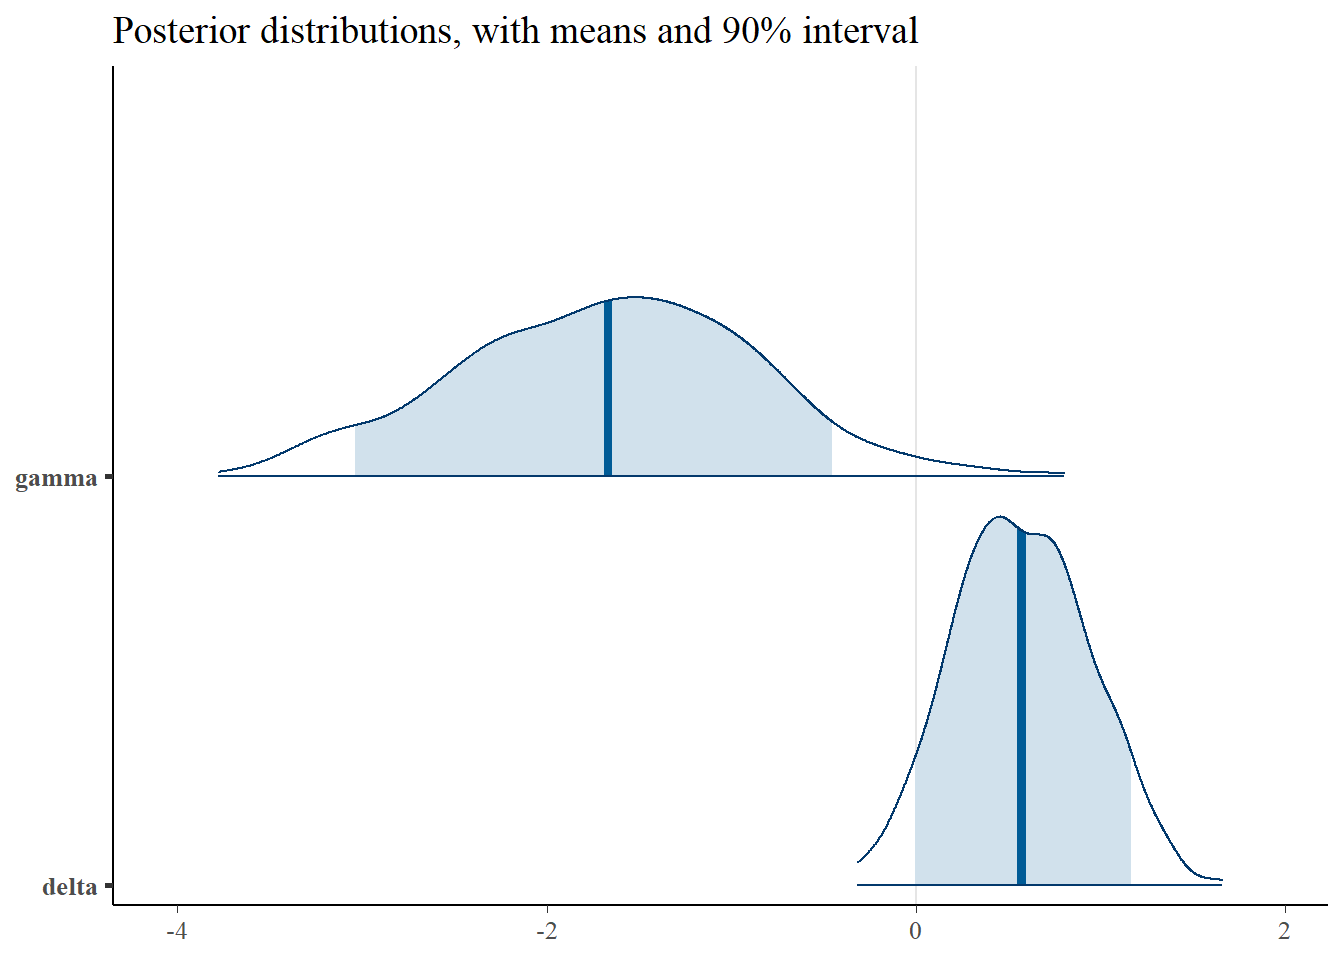 Posterior distributions, with means and 90% interval
gamma
delta
-4
-2
0
2